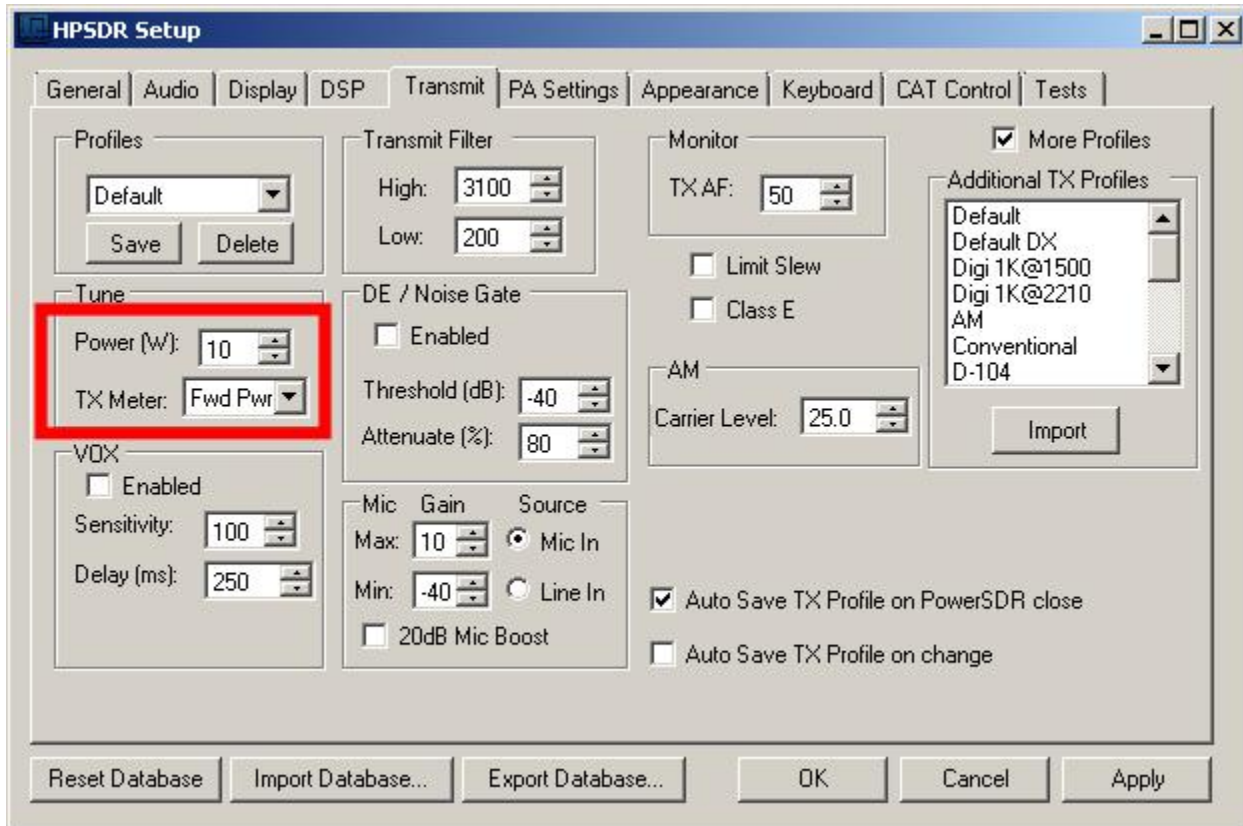 HPSDR Setup
General Audio Display DSP Transmit PA Settings Appearance Keyboard CAT Control Tests
Profiles
Default
Save Delete
Tune
Power (W): 10
TX Meter: Fwd Pwr
VOX
Enabled
Sensitivity: 100
Delay (ms): 250
Transmit Filter
High: 3100
Low: 200
DE / Noise Gate
Enabled
Threshold (dB): -40
Attenuate (%): 80
Mic Gain Source
Max: 10 Mic In
Min: -40 Line In
20dB Mic Boost
Monitor
TX AF: 50
Limit Slew
Class E
AM
Carrier Level: 25.0
More Profiles
Additional TX Profiles
Default
Default DX
Digi 1K@1500
Digi 1K@2210
AM
Conventional
D-104
Import
Auto Save TX Profile on PowerSDR close
Auto Save TX Profile on change
Reset Database Import Database... Export Database... OK Cancel Apply